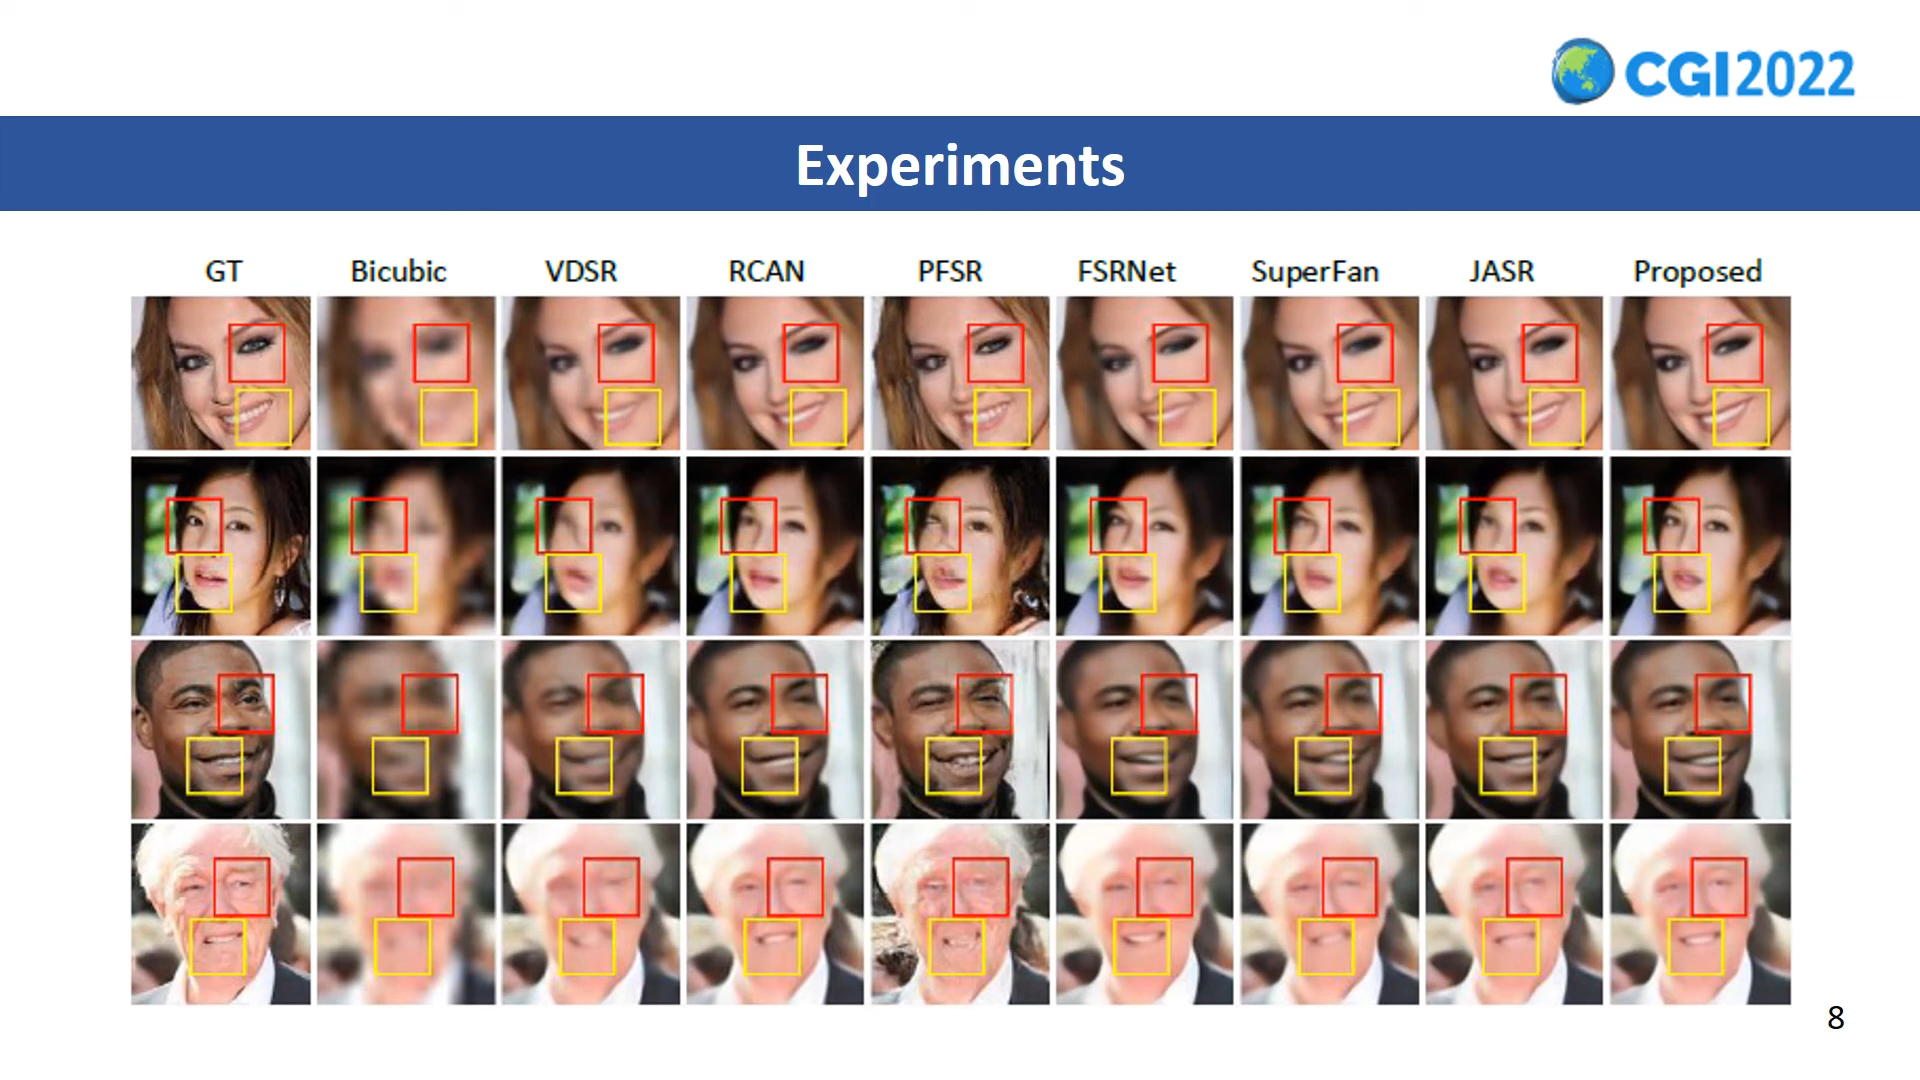 CGI2022
Experiments
GT Bicubic VDSR RCAN PFSR FSRNet SuperFan JASR Proposed
8